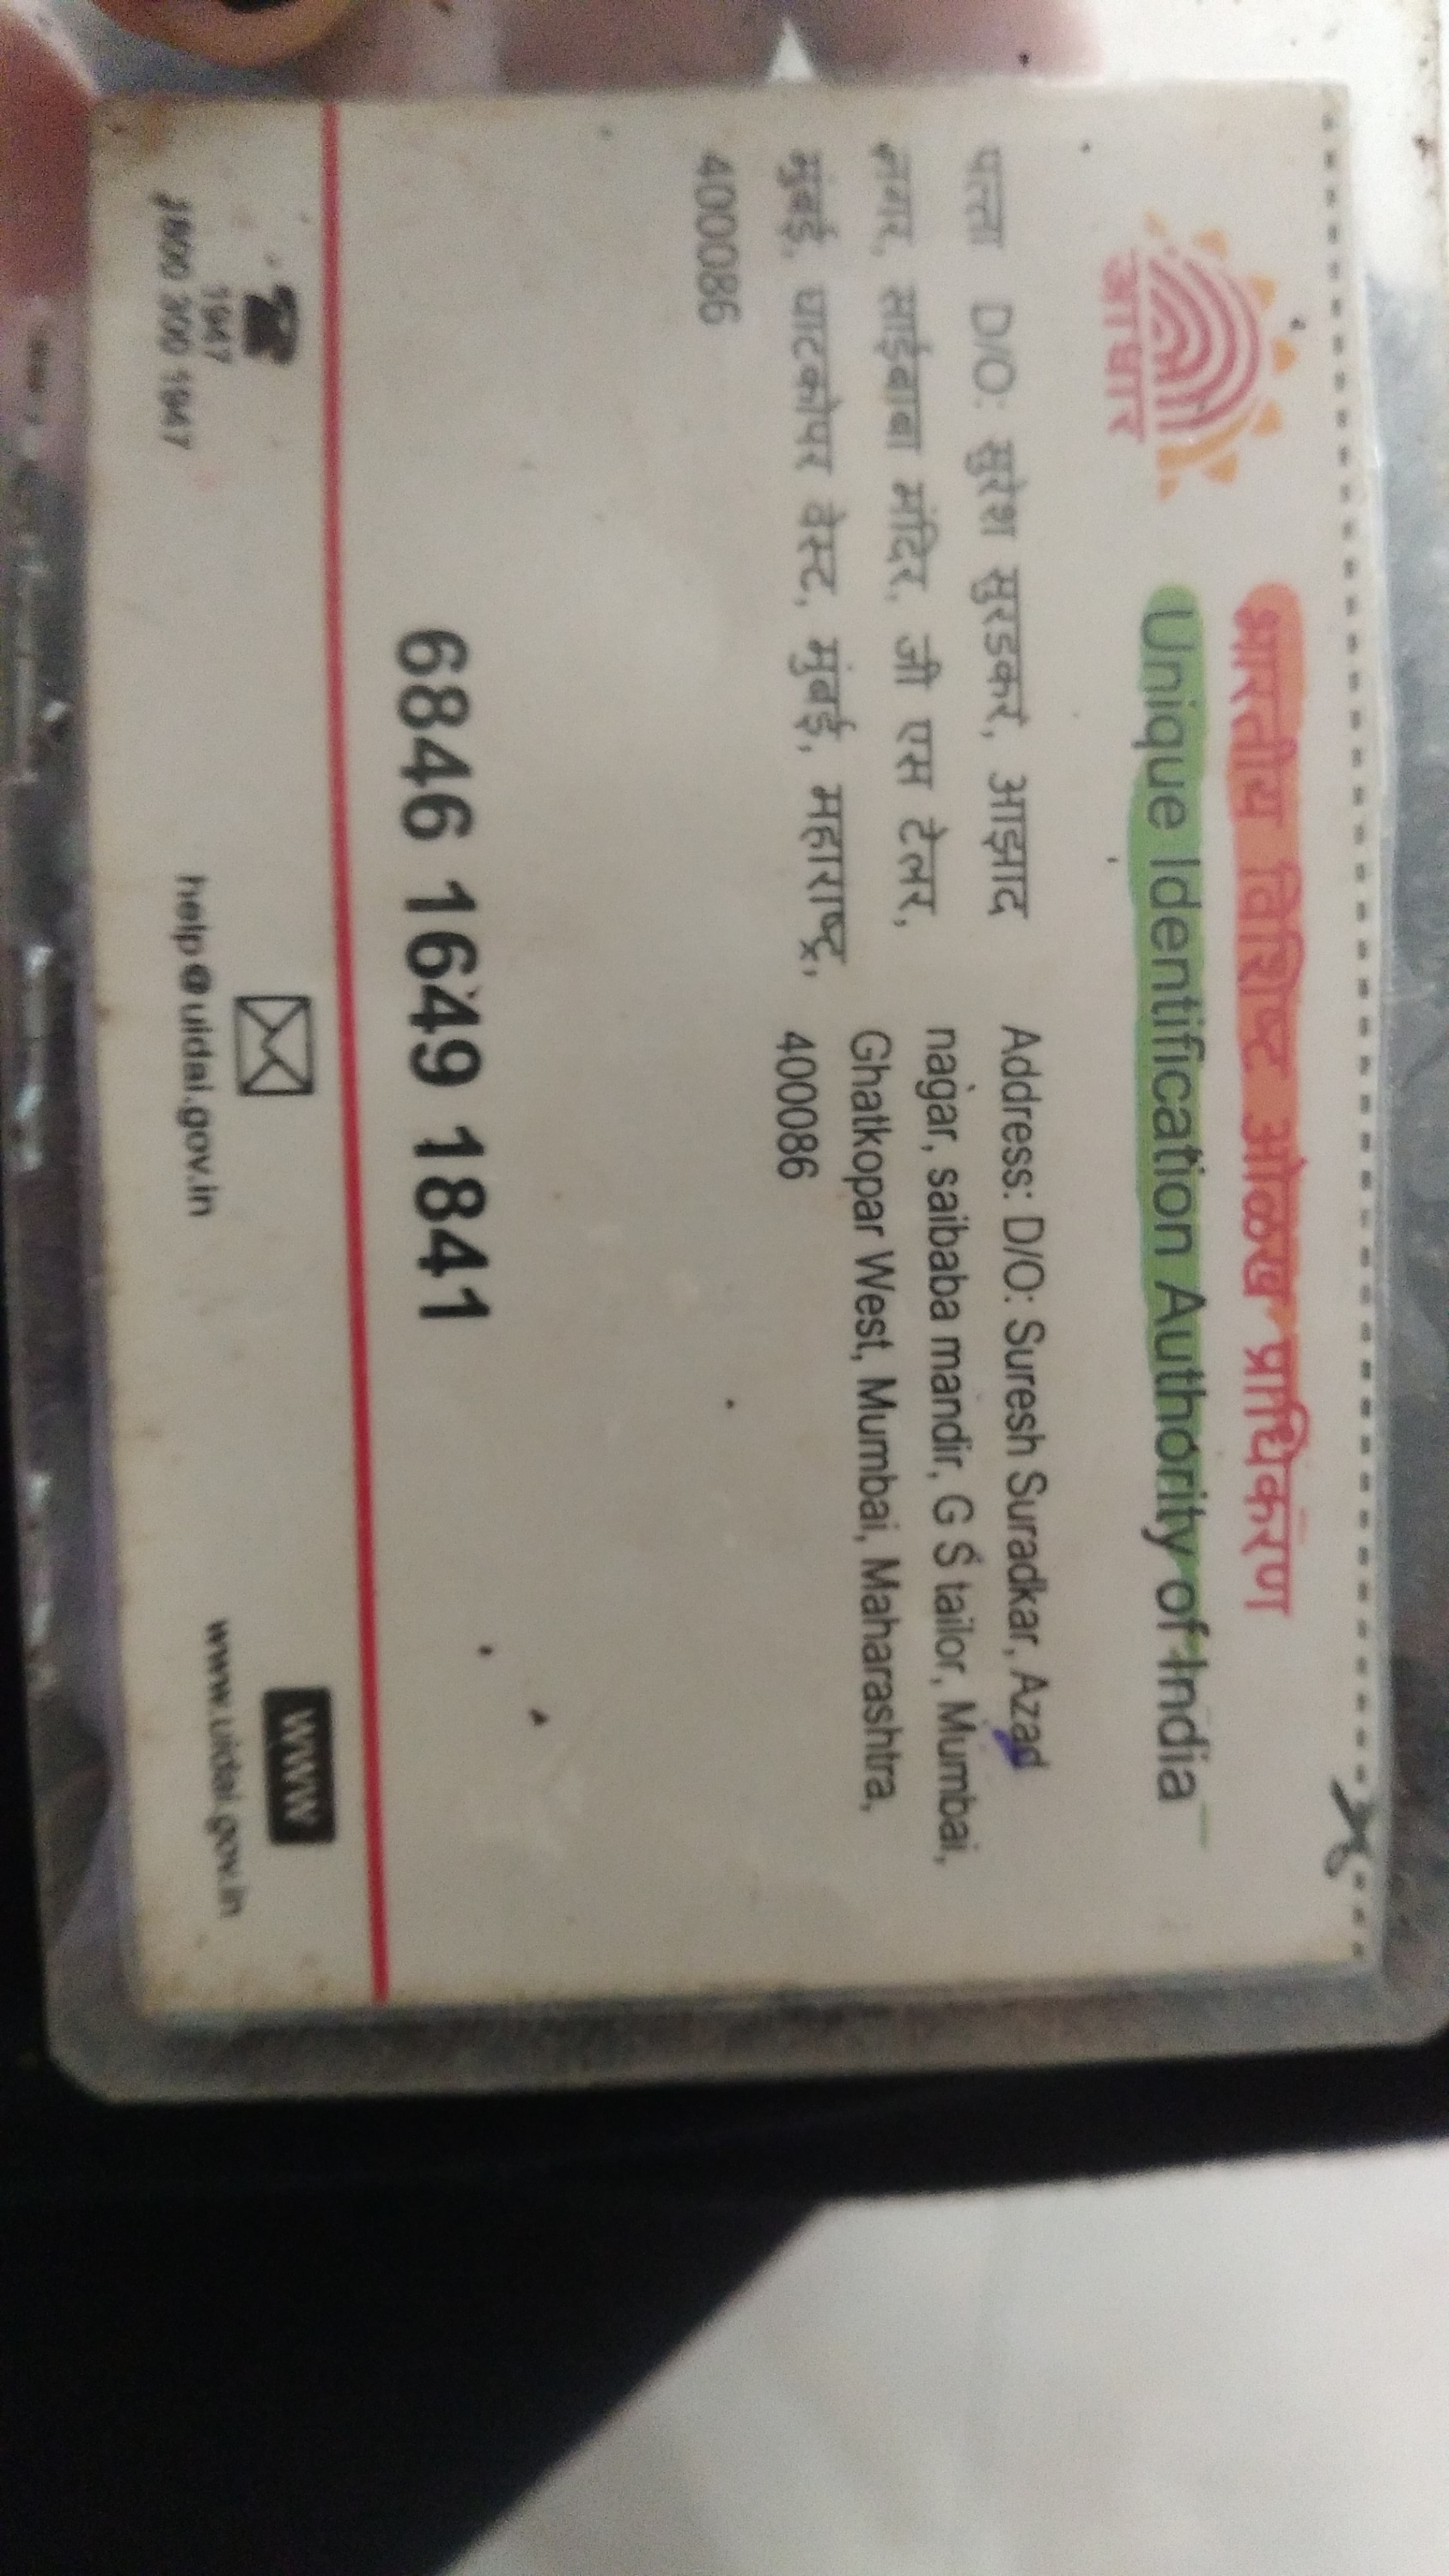 भारतीय विशिष्ट ओळख प्राधिकरण
Unique Identification Authority of India
आधार
पत्ता D/O: सुरेश सुरडकर, आझाद
नगर, साईबाबा मंदिर, जी एस टेलर,
मुंबई, घाटकोपर वेस्ट, मुंबई, महाराष्ट्र,
400086
Address: D/O: Suresh Suradkar, Azad
nagar, saibaba mandir, G S tailor, Mumbai,
Ghatkopar West, Mumbai, Maharashtra,
400086
6846 1649 1841
1947
1800 300 1947
help@uidai.gov.in
www
www.uidai.gov.in